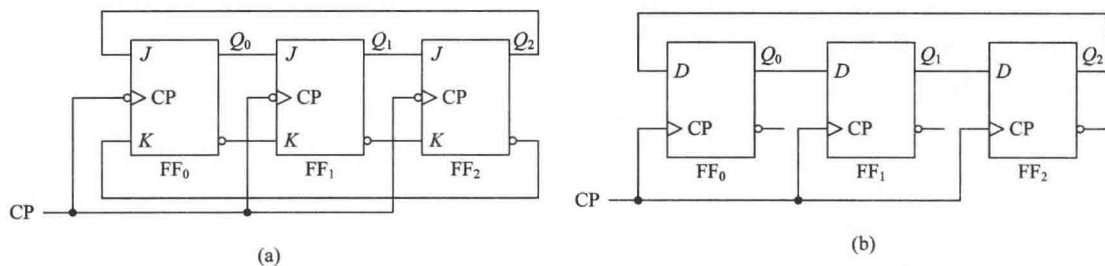 Q0 Q1 Q2
J J J
CP CP CP
K K K
FF0 FF1 FF2
CP
(a)
Q0 Q1 Q2
D D D
CP CP CP
FF0 FF1 FF2
CP
(b)